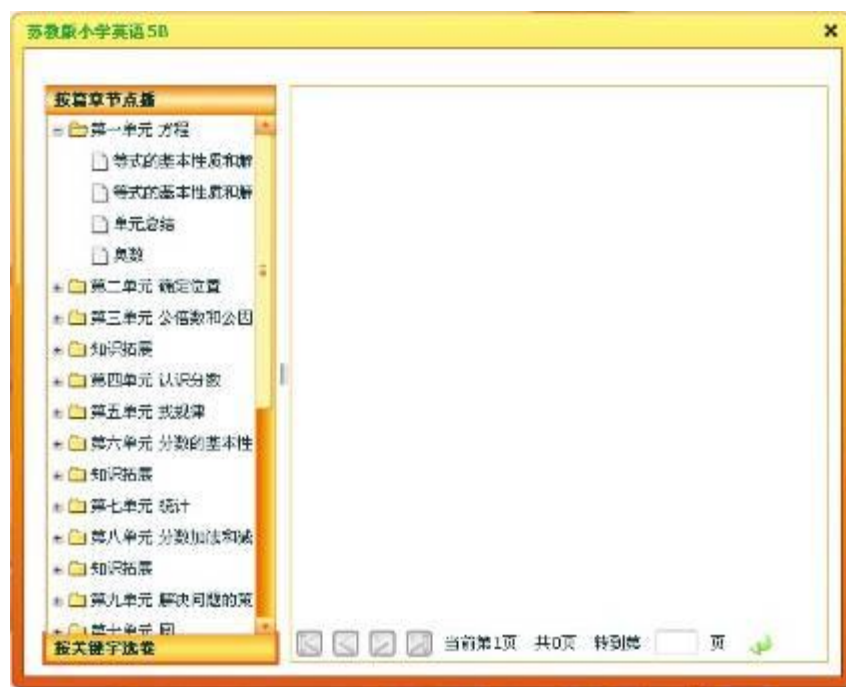 苏教版小学英语5B
按篇章节点播
第一单元 方程
等式的基本性质和解
等式的基本性质和解
单元总结
奥数
第二单元 确定位置
第三单元 公倍数和公因
知识拓展
第四单元 认识分数
第五单元 找规律
第六单元 分数的基本性
知识拓展
第七单元 统计
第八单元 分数加法和减
知识拓展
第九单元 解决问题的策
第十单元 圆
按关键字选卷
当前第1页 共0页 转到第 页